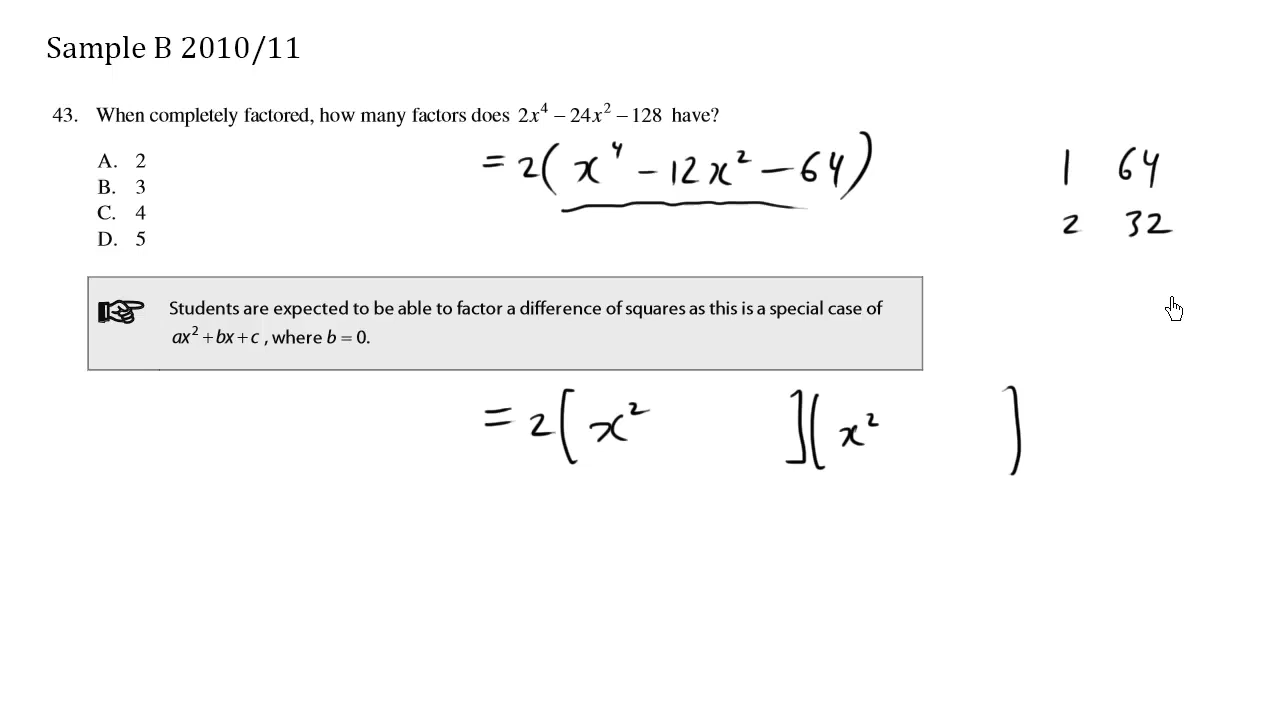 Sample B 2010/11
43. When completely factored, how many factors does 2x⁴ − 24x² − 128 have?
= 2(x⁴ − 12x² − 64)
1 64
2 32
A. 2
B. 3
C. 4
D. 5
Students are expected to be able to factor a difference of squares as this is a special case of
ax² + bx + c, where b = 0.
= 2[x² ][x² ]